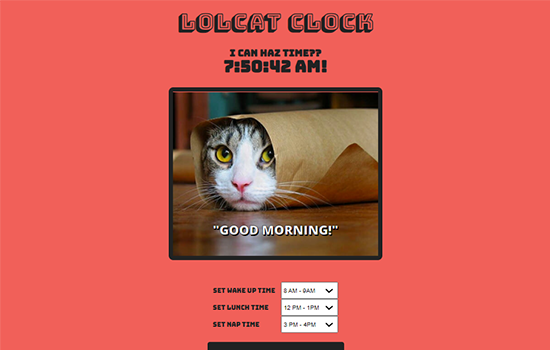 LOLCAT CLOCK
I CAN HAZ TIME??
7:50:42 AM!
"GOOD MORNING!"
SET WAKE UP TIME 8 AM - 9AM
SET LUNCH TIME 12 PM - 1PM
SET NAP TIME 3 PM - 4PM